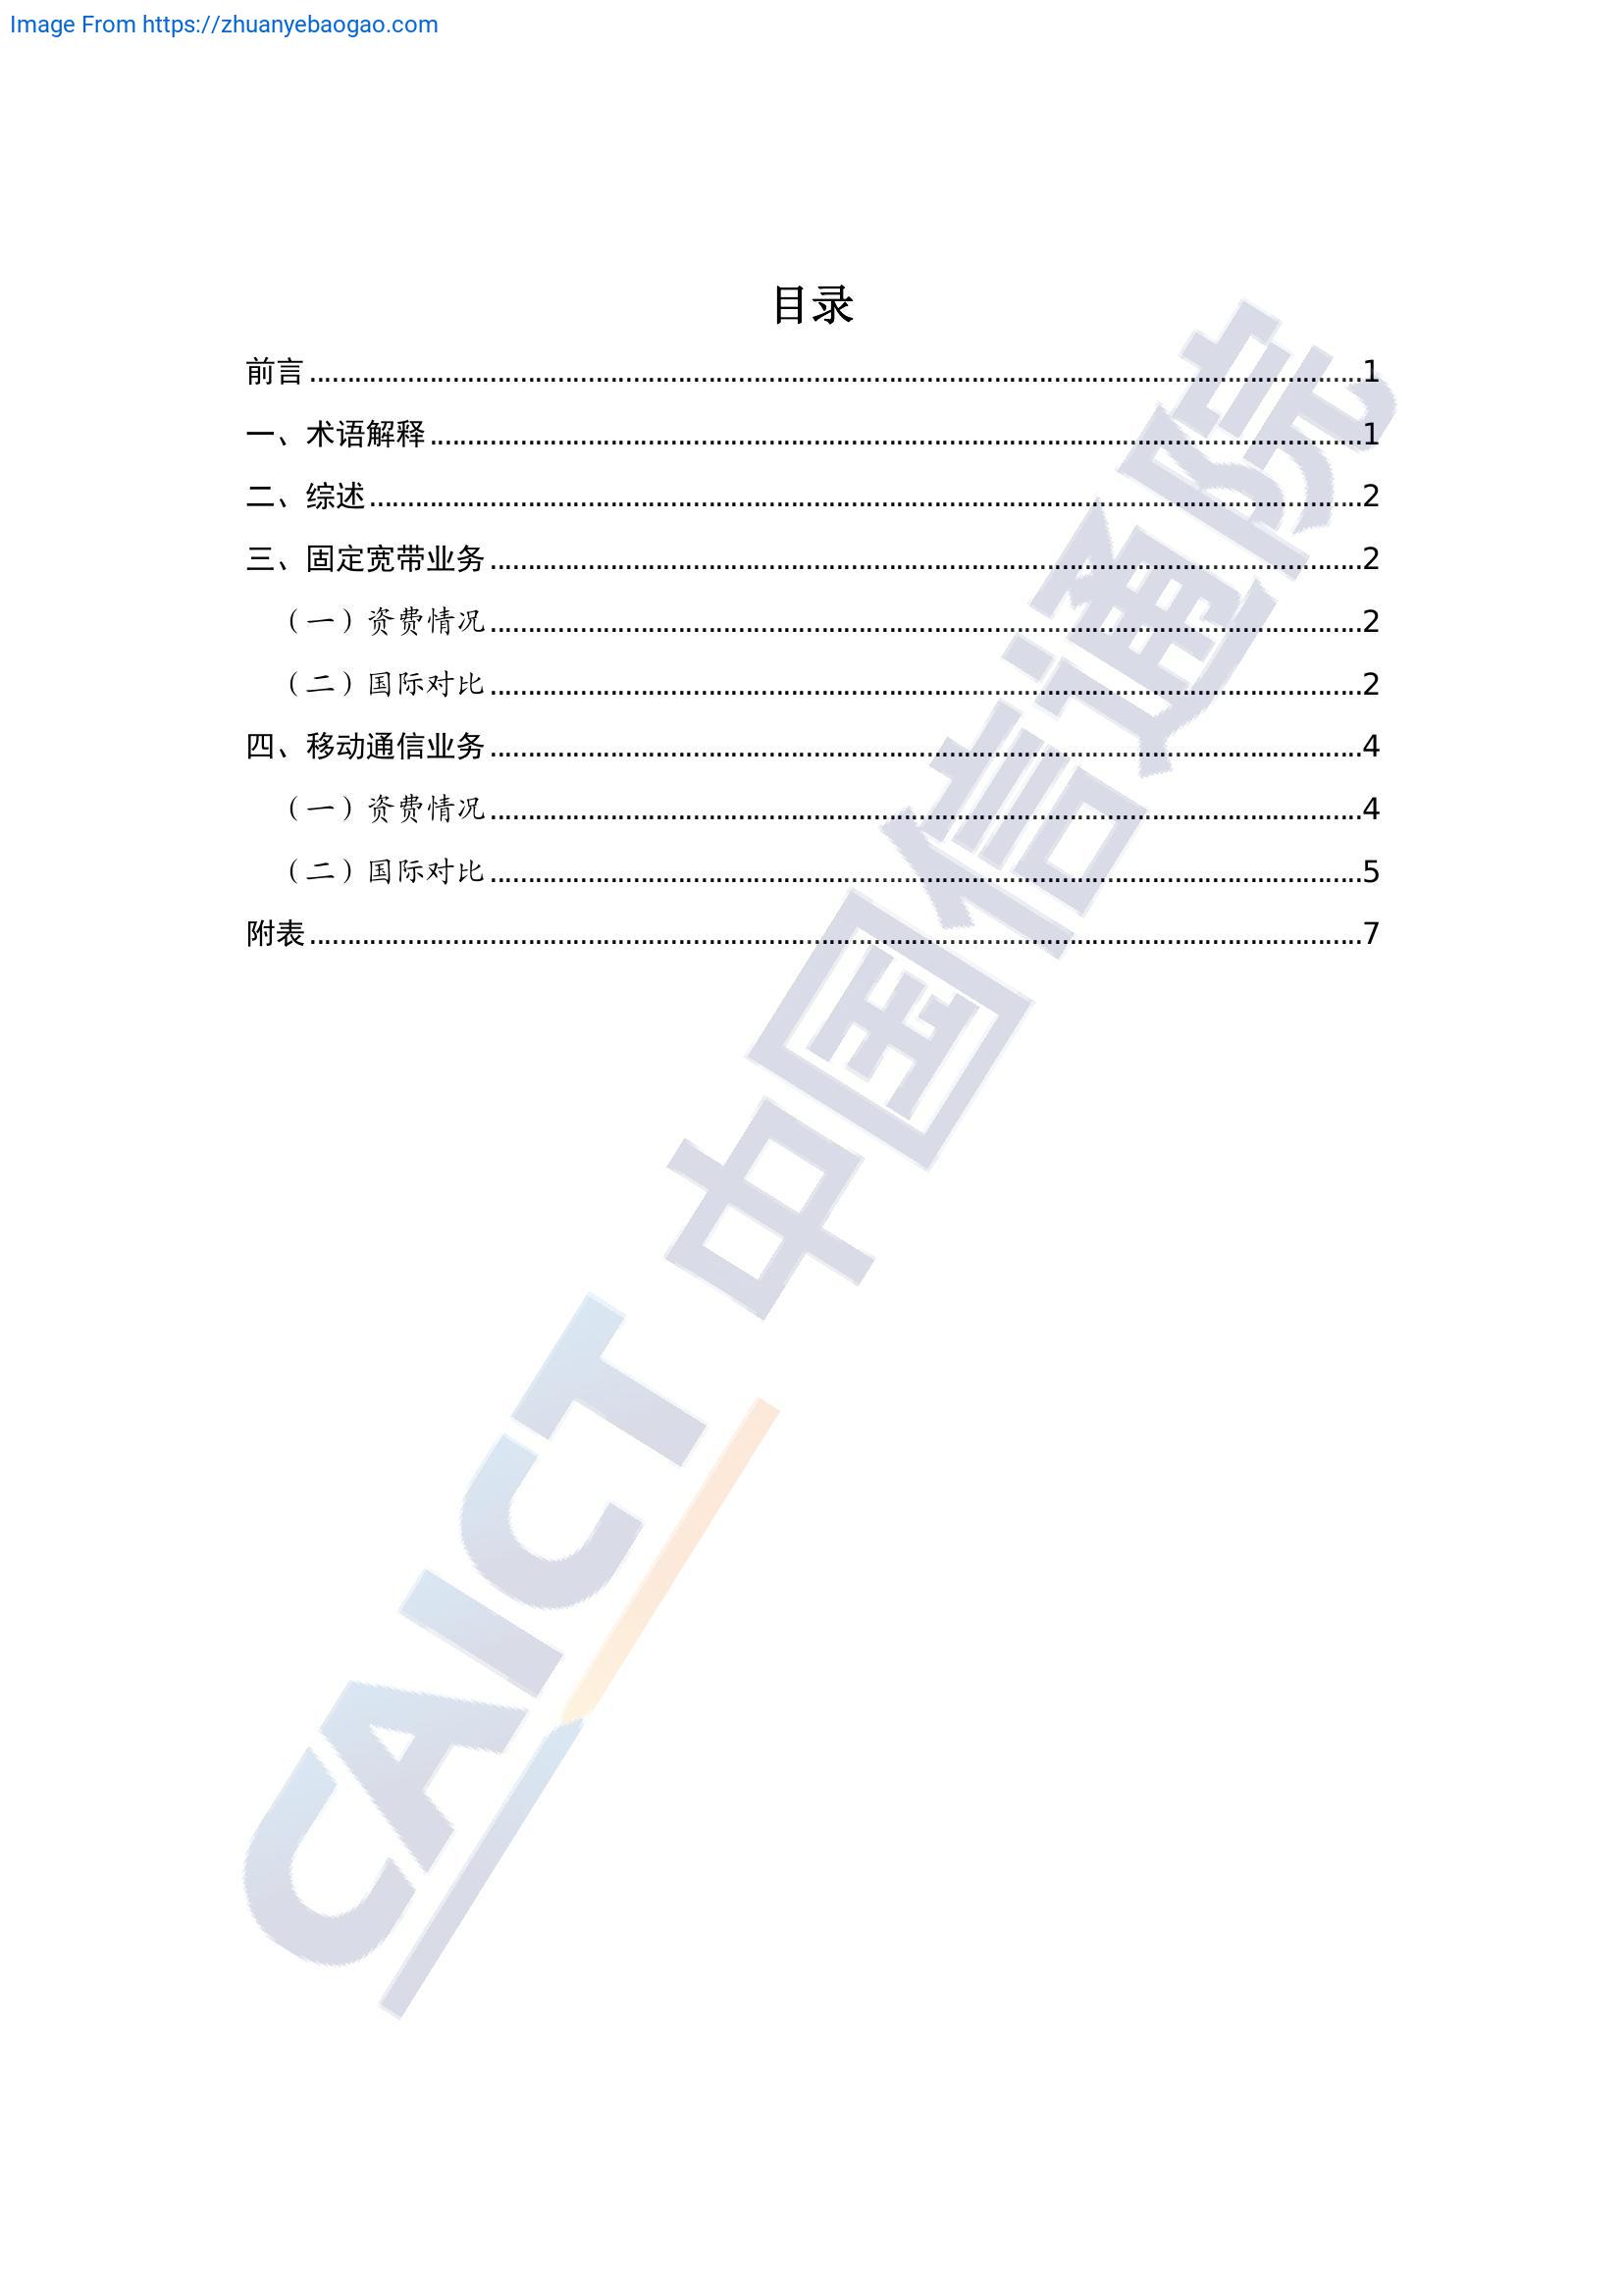 Image From https://zhuanyebaogao.com
目录
前言........................................1
一、术语解释........................................1
二、综述........................................2
三、固定宽带业务........................................2
（一）资费情况........................................2
（二）国际对比........................................2
四、移动通信业务........................................4
（一）资费情况........................................4
（二）国际对比........................................5
附表........................................7
CAICT 中国信通院